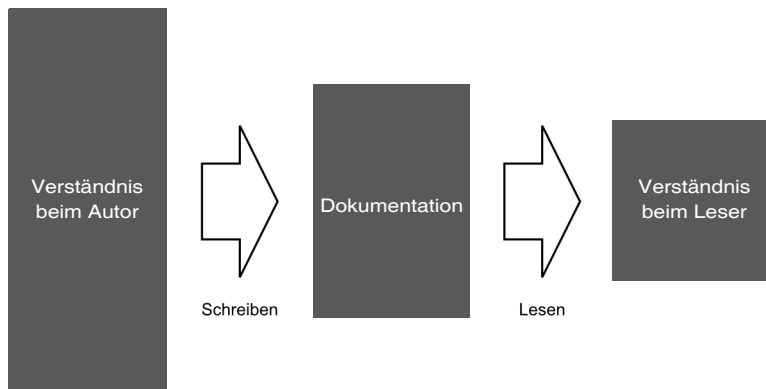 Verständnis
beim Autor
Schreiben
Dokumentation
Lesen
Verständnis
beim Leser